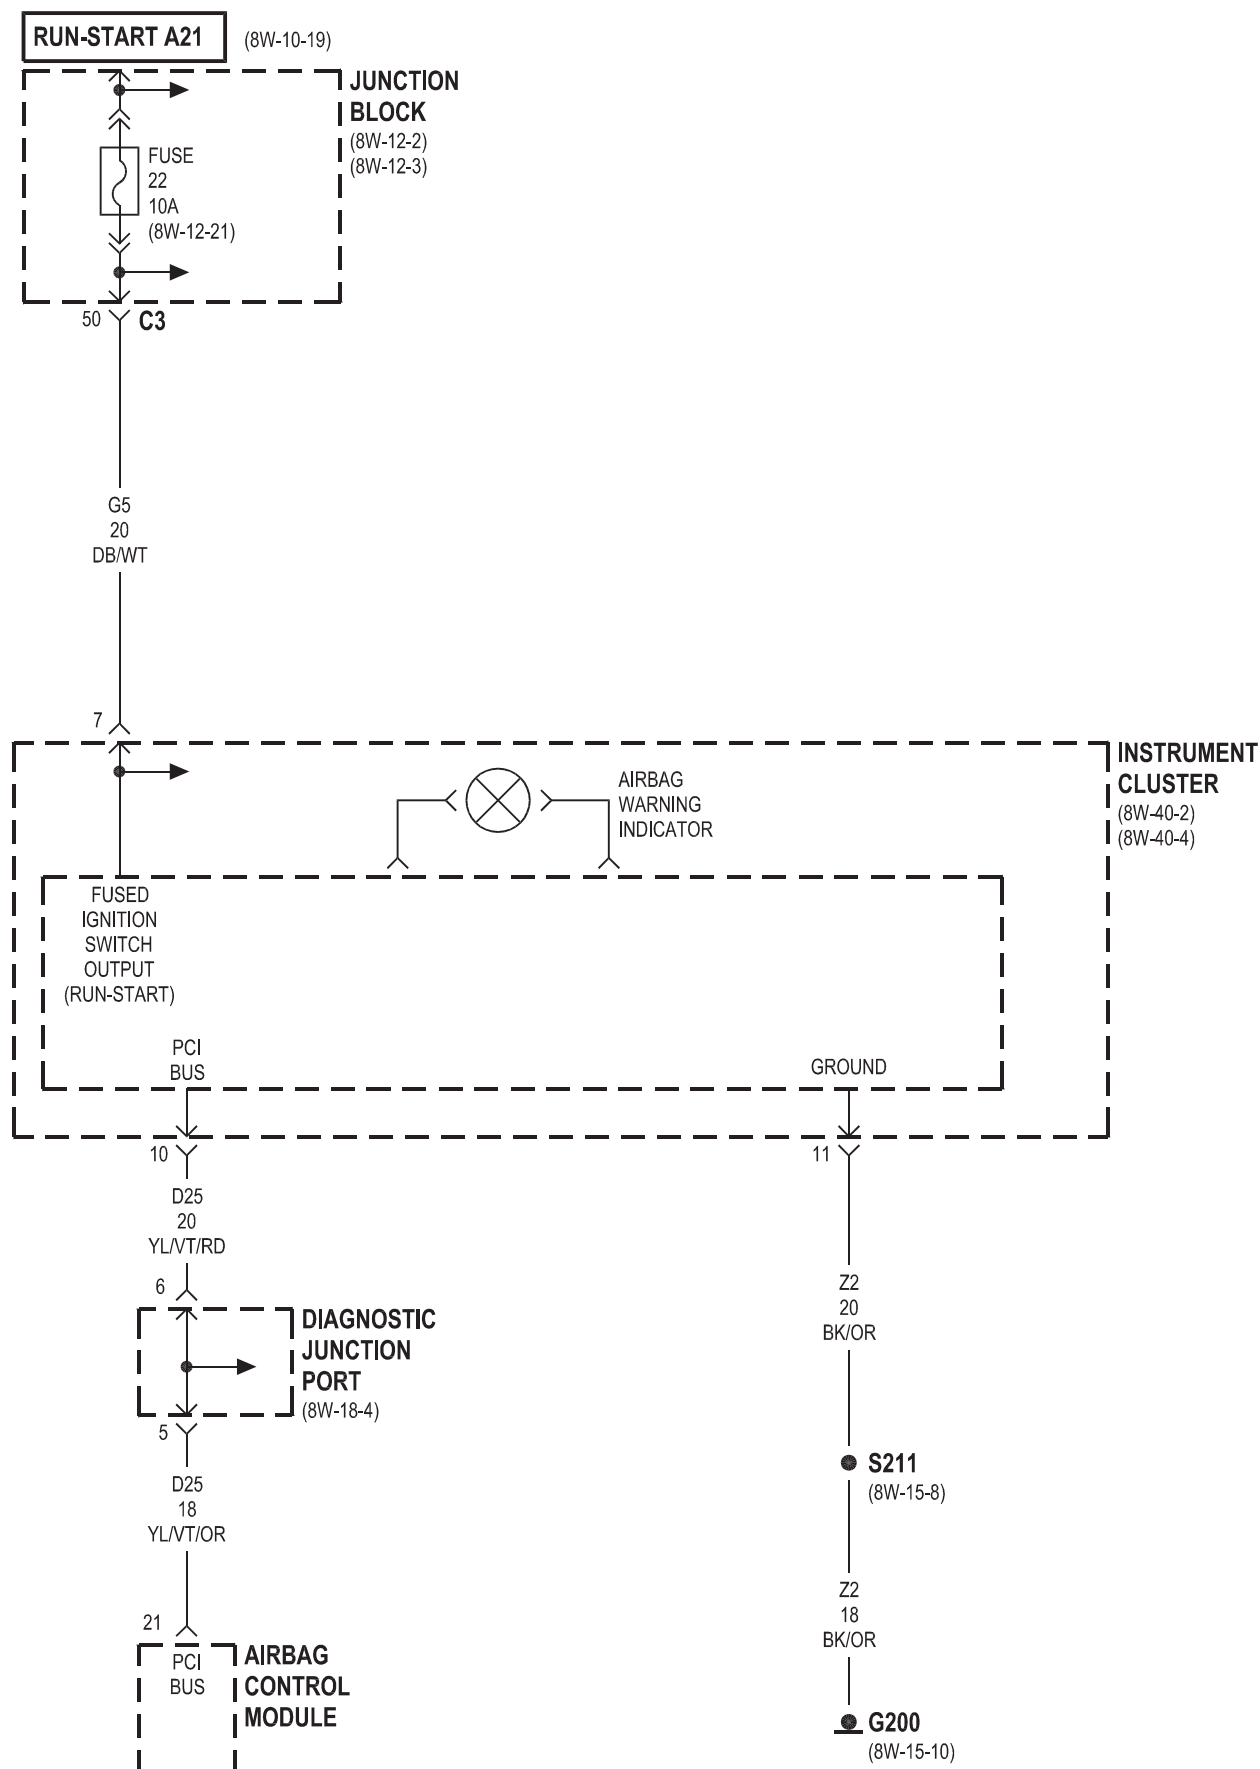 RUN-START A21
(8W-10-19)
JUNCTION
BLOCK
(8W-12-2)
(8W-12-3)
FUSE
22
10A
(8W-12-21)
50
C3
G5
20
DB/WT
7
INSTRUMENT
CLUSTER
(8W-40-2)
(8W-40-4)
AIRBAG
WARNING
INDICATOR
FUSED
IGNITION
SWITCH
OUTPUT
(RUN-START)
PCI
BUS
GROUND
10
11
D25
20
YL/VT/RD
6
Z2
20
BK/OR
DIAGNOSTIC
JUNCTION
PORT
(8W-18-4)
5
D25
18
YL/VT/OR
S211
(8W-15-8)
Z2
18
BK/OR
21
PCI
BUS
AIRBAG
CONTROL
MODULE
G200
(8W-15-10)